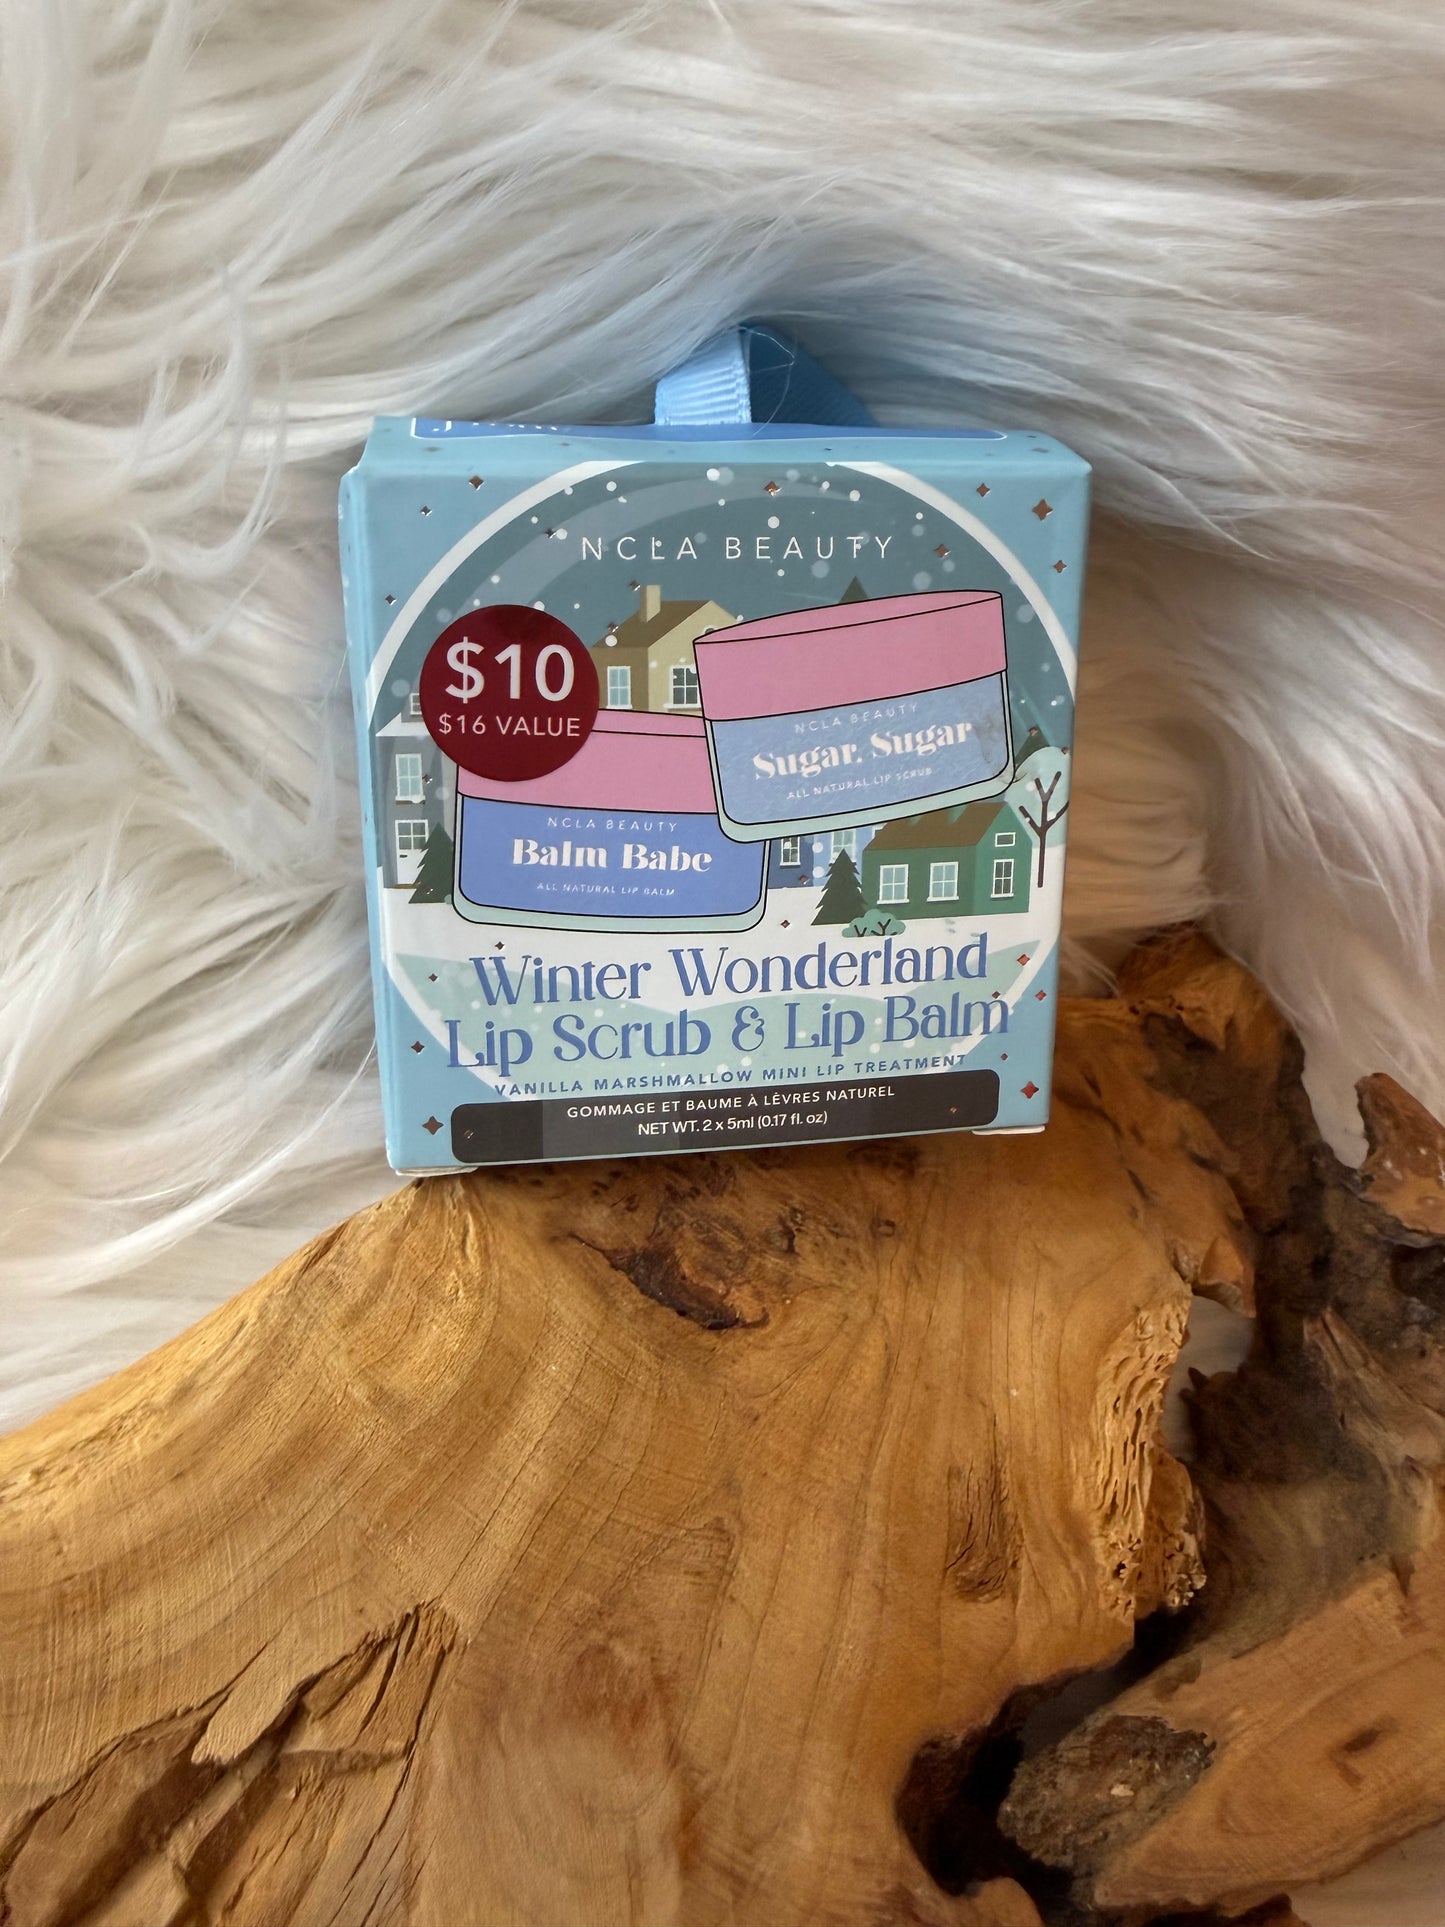 NCLA BEAUTY
$10
$16 VALUE
NCLA BEAUTY
Sugar, Sugar
ALL NATURAL LIP SCRUB
NCLA BEAUTY
Balm Babe
ALL NATURAL LIP BALM
Winter Wonderland
Lip Scrub & Lip Balm
VANILLA MARSHMALLOW MINI LIP TREATMENT
GOMMAGE ET BAUME À LÈVRES NATUREL
NET WT. 2 x 5ml (0.17 fl. oz)